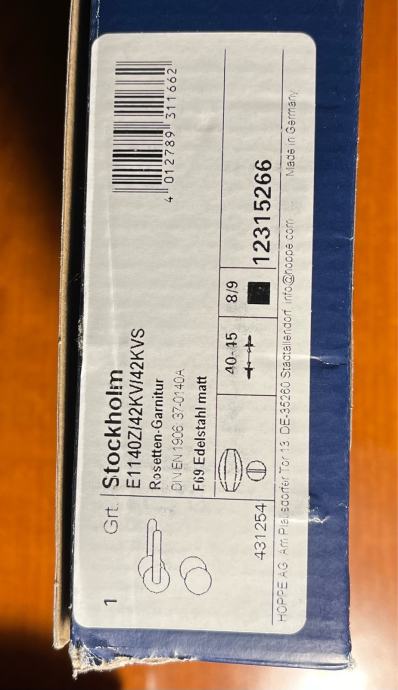 1 Grt. Stockholm
E1140Z/42KV/42KVS
Rosetten-Garnitur
DIN EN 1906 :37-0140A
F69 Edelstahl matt
4 012789 311662
40-45
8/9
431254
12315266
HOPPE AG Am Plausdorfer Tor 13 DE-35260 Stadtallendorf info@hoppe.com Made in Germany